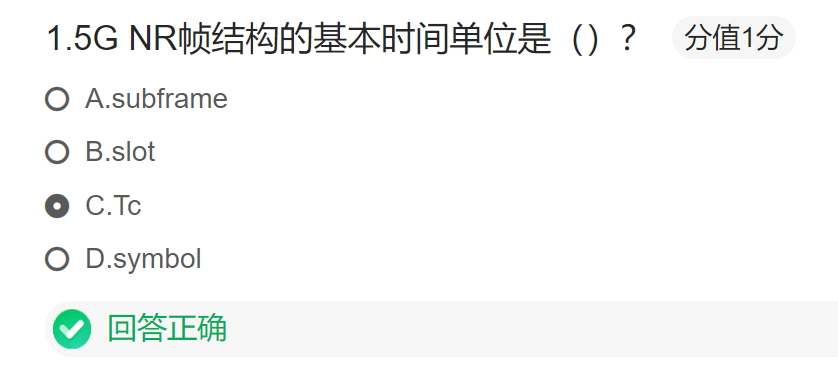 1.5G NR帧结构的基本时间单位是（）？ 分值1分
A.subframe
B.slot
C.Tc
D.symbol
回答正确